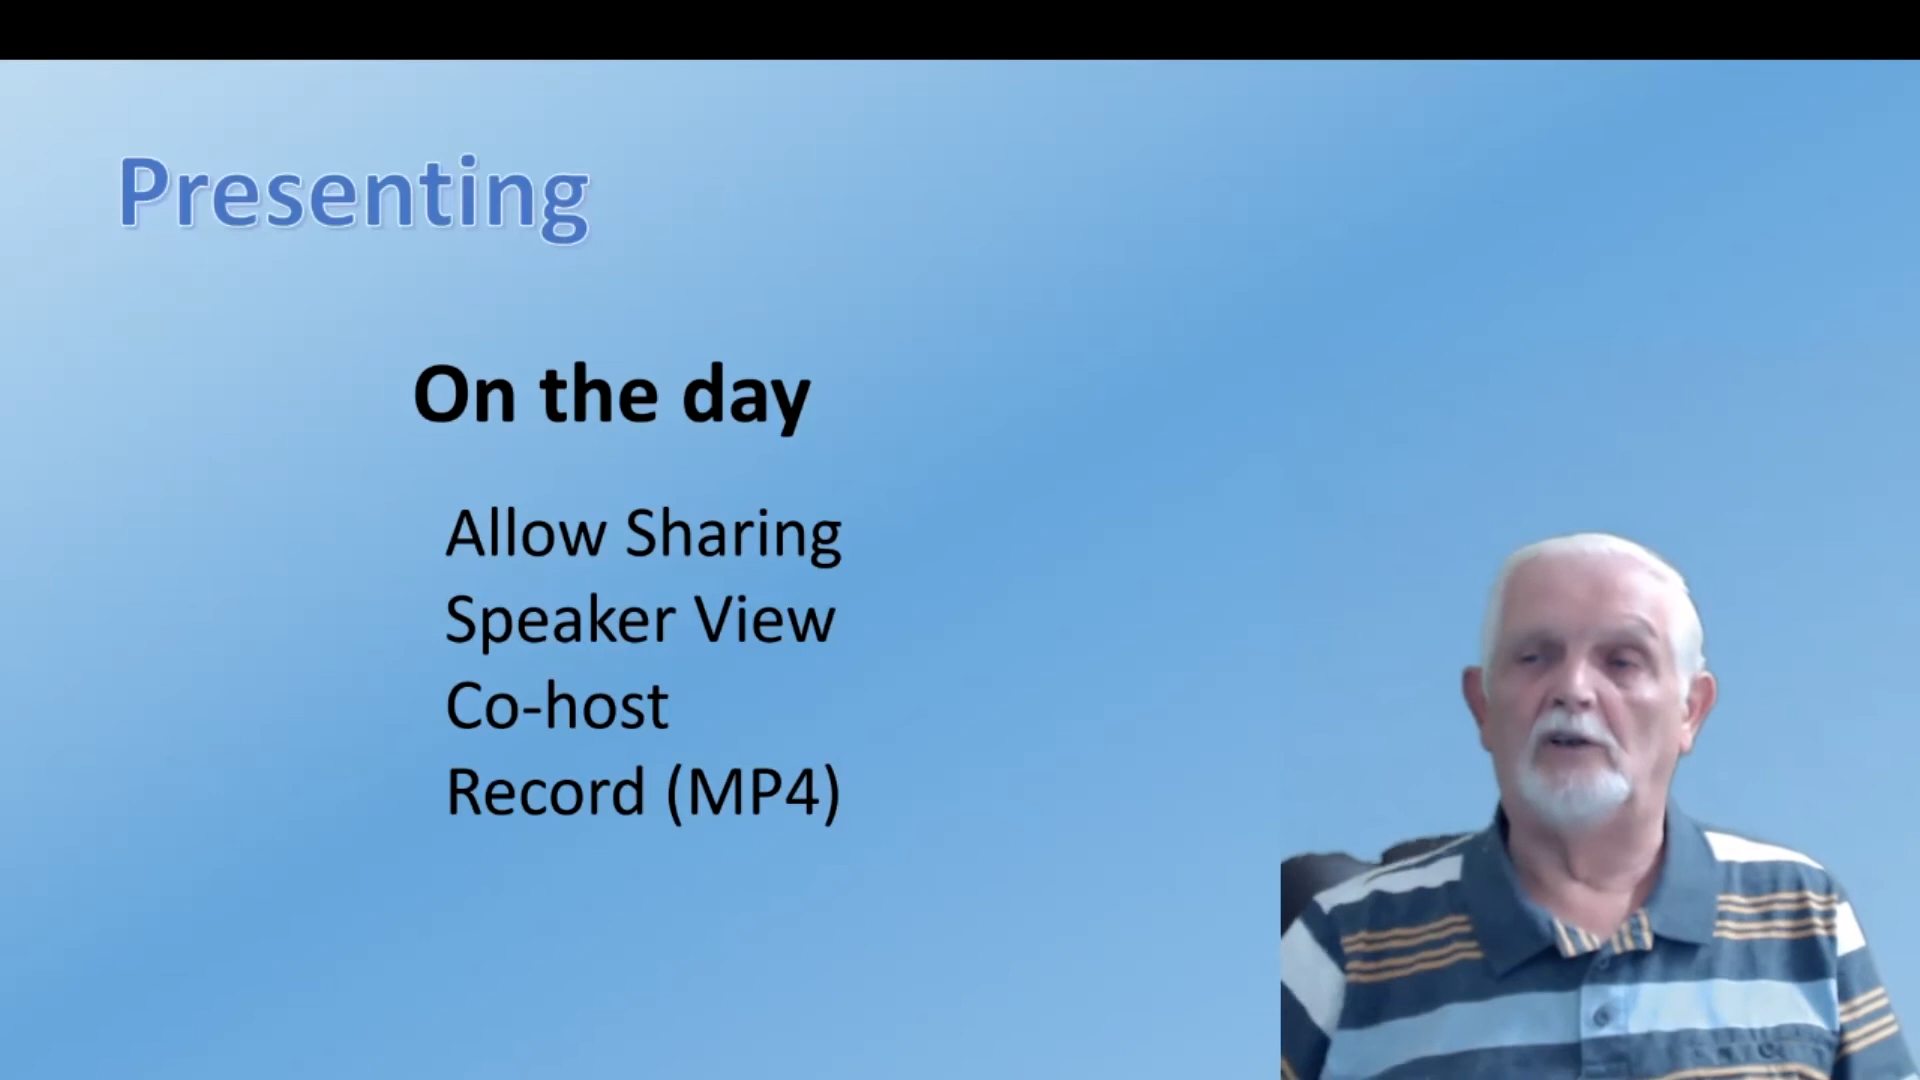 Presenting
On the day
Allow Sharing
Speaker View
Co-host
Record (MP4)